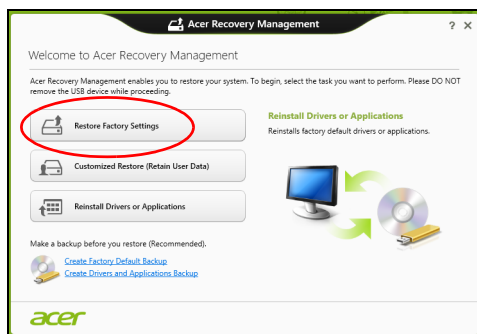 Acer Recovery Management
? ×
Welcome to Acer Recovery Management
Acer Recovery Management enables you to restore your system. To begin, select the task you want to perform. Please DO NOT
remove the USB device while proceeding.
Restore Factory Settings
Customized Restore (Retain User Data)
Reinstall Drivers or Applications
Reinstall Drivers or Applications
Reinstalls factory default drivers or applications.
Make a backup before you restore (Recommended).
Create Factory Default Backup
Create Drivers and Applications Backup
acer